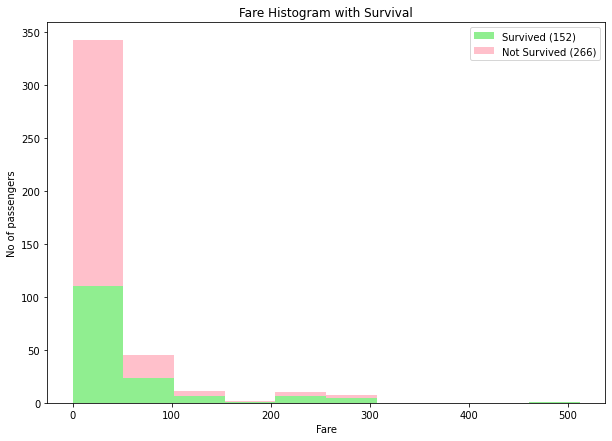 Fare Histogram with Survival
Survived (152)
Not Survived (266)
No of passengers
350
300
250
200
150
100
50
0
0 100 200 300 400 500
Fare